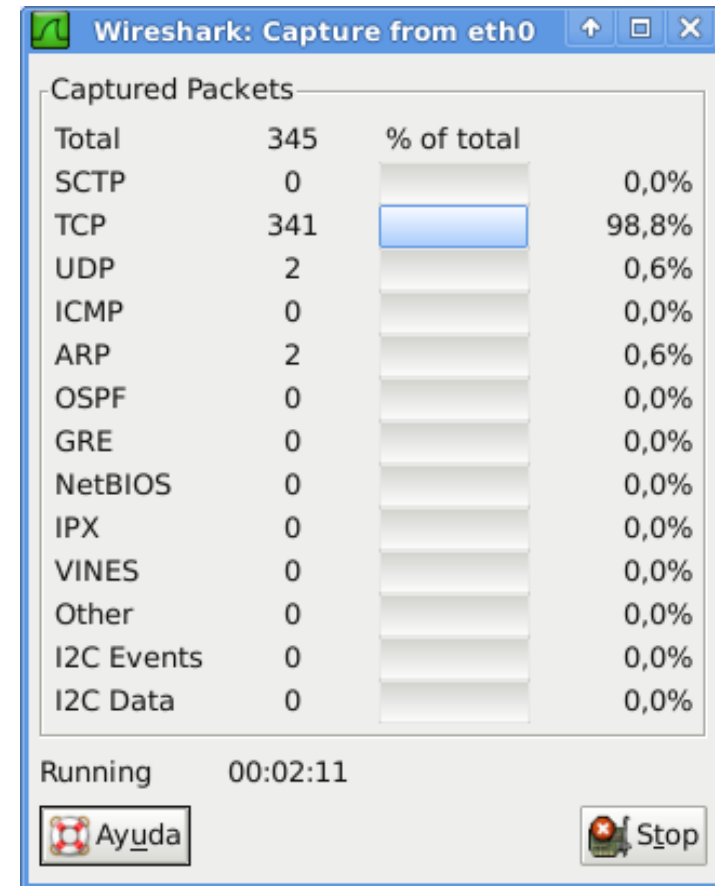 Wireshark: Capture from eth0
Captured Packets
Total 345 % of total
SCTP 0 0,0%
TCP 341 98,8%
UDP 2 0,6%
ICMP 0 0,0%
ARP 2 0,6%
OSPF 0 0,0%
GRE 0 0,0%
NetBIOS 0 0,0%
IPX 0 0,0%
VINES 0 0,0%
Other 0 0,0%
I2C Events 0 0,0%
I2C Data 0 0,0%
Running 00:02:11
Ayuda Stop